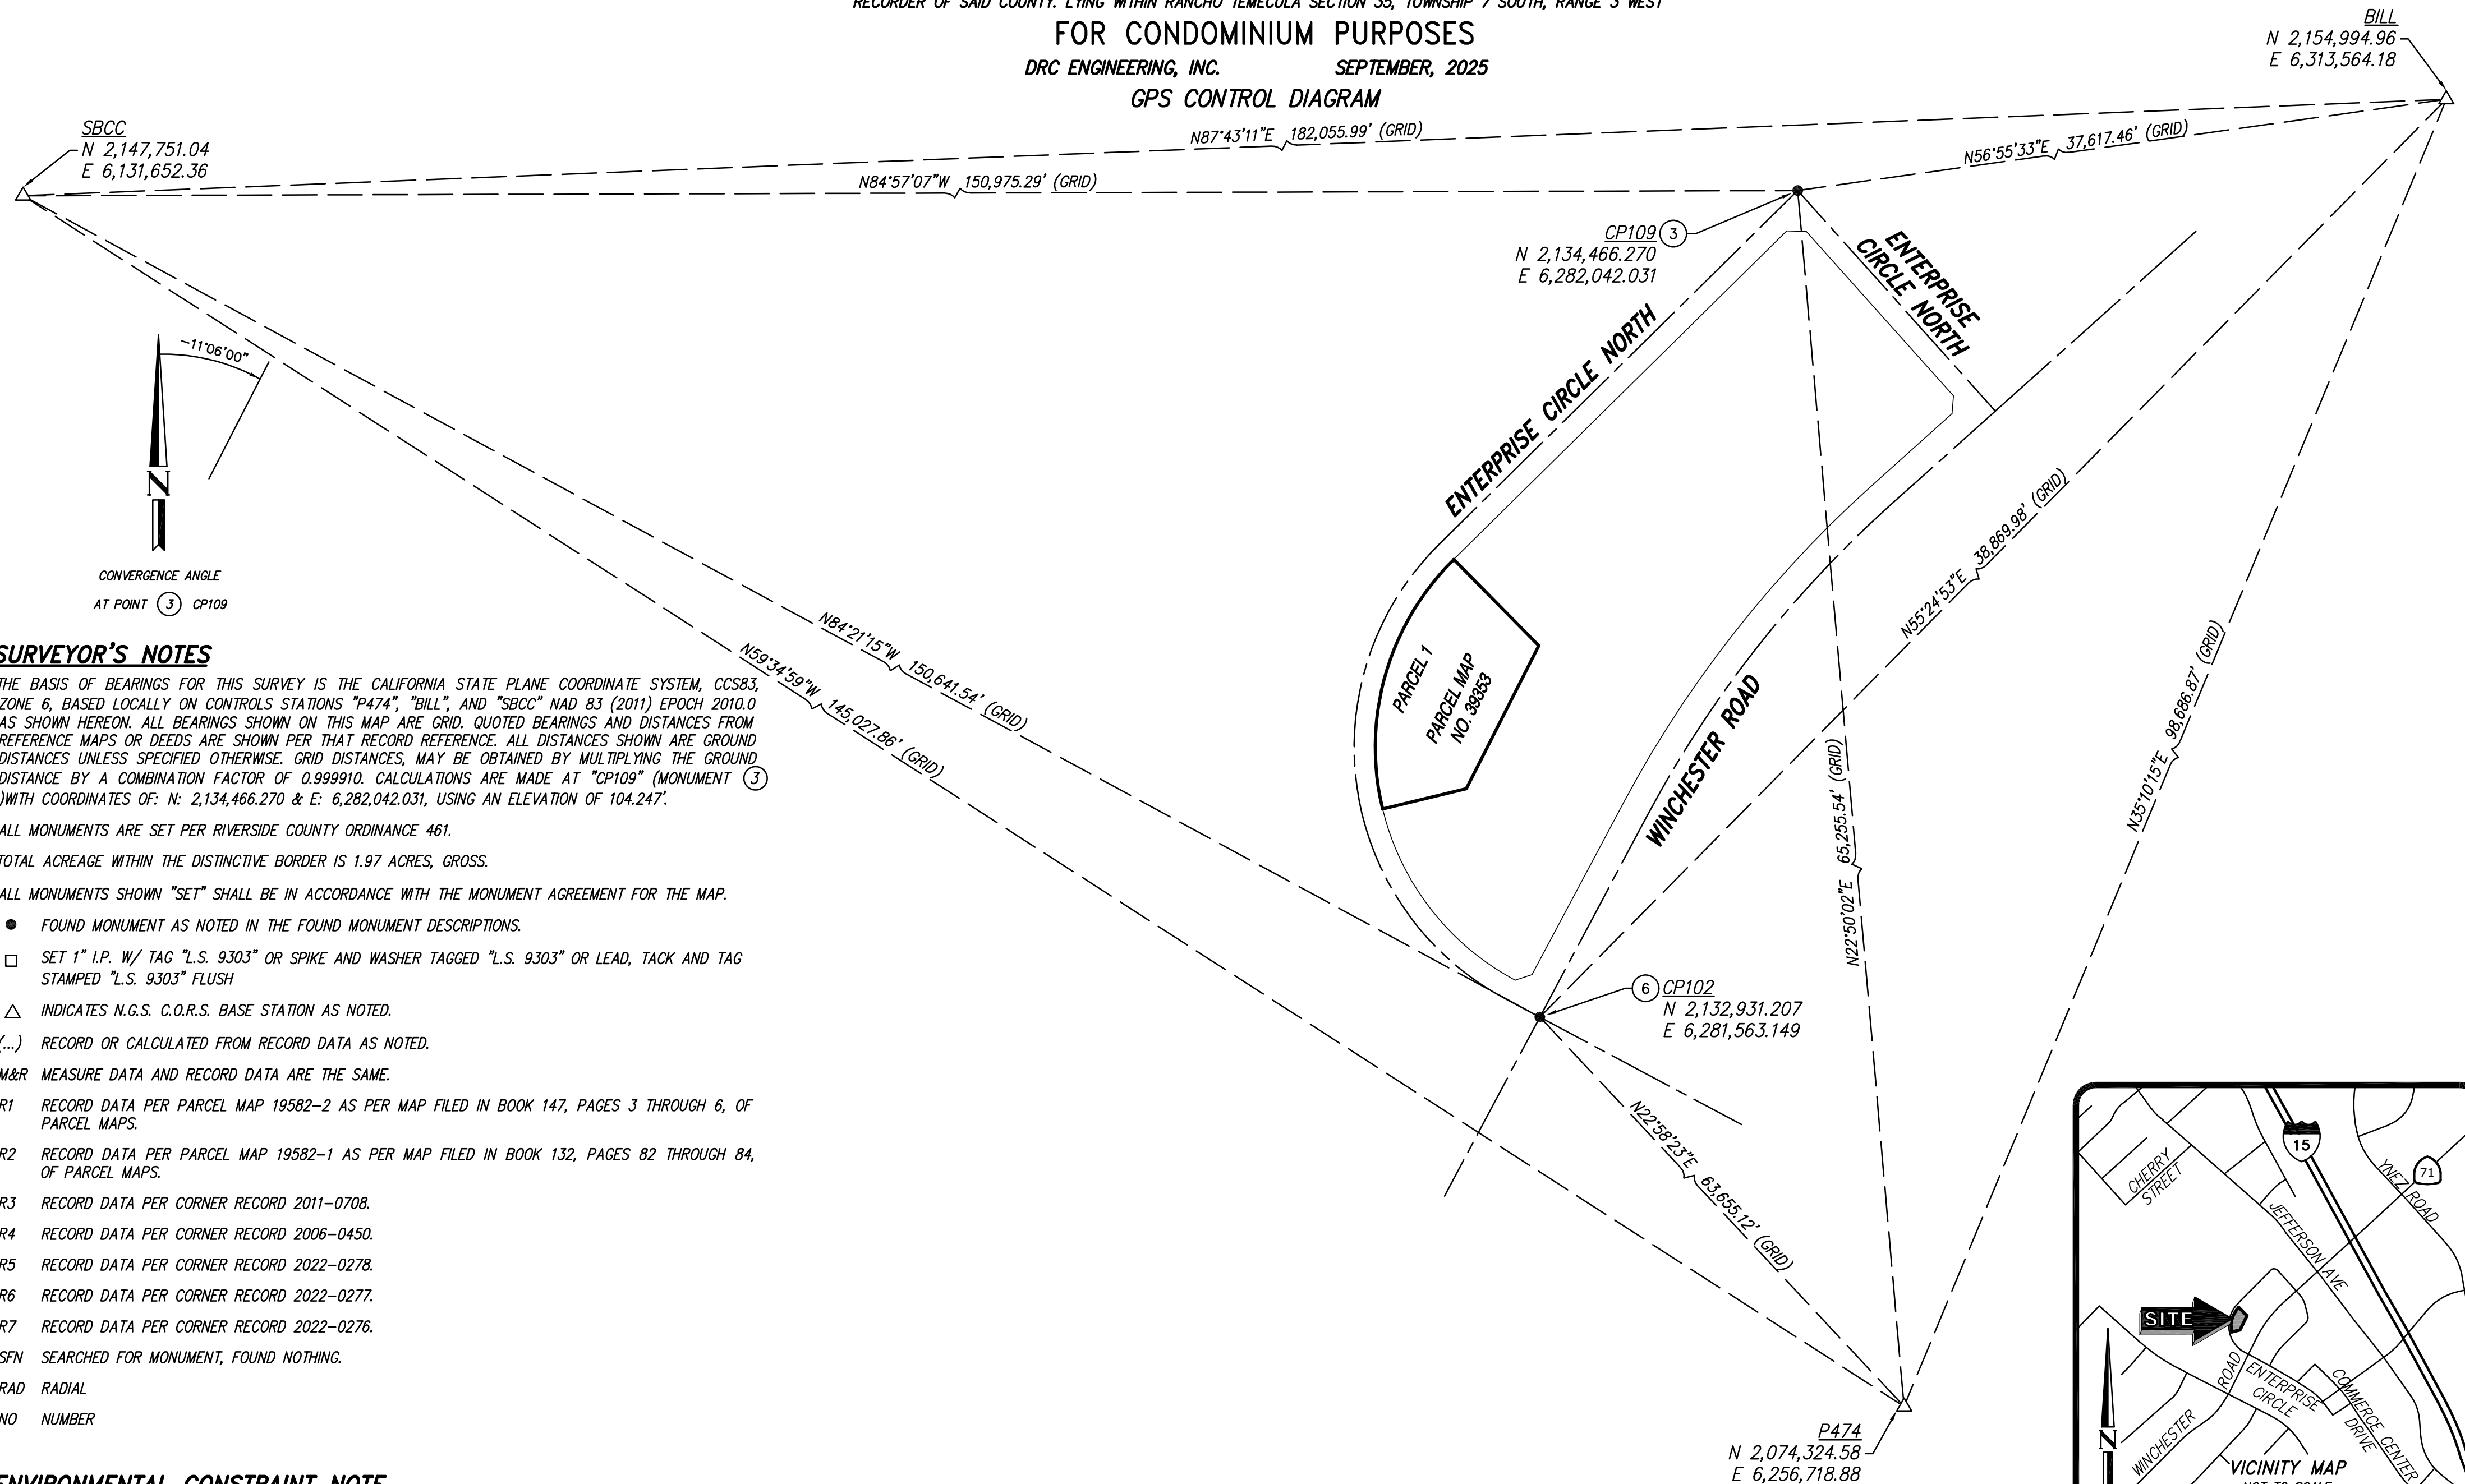 RECORDER OF SAID COUNTY. LYING WITHIN RANCHO TEMECULA SECTION 35, TOWNSHIP 7 SOUTH, RANGE 3 WEST
FOR CONDOMINIUM PURPOSES
DRC ENGINEERING, INC. SEPTEMBER, 2025
GPS CONTROL DIAGRAM
BILL
N 2,154,994.96
E 6,313,564.18
SBCC
N 2,147,751.04
E 6,131,652.36
N87°43'11"E 182,055.99' (GRID)
N56°55'33"E 37,617.46' (GRID)
N84°57'07"W 150,975.29' (GRID)
CP109 3
N 2,134,466.270
E 6,282,042.031
ENTERPRISE
CIRCLE NORTH
ENTERPRISE CIRCLE NORTH
-11°06'00"
N
CONVERGENCE ANGLE
AT POINT 3 CP109
N84°21'15"W 150,641.54' (GRID)
N59°34'59"W 145,027.86' (GRID)
PARCEL 1
PARCEL MAP
NO. 39353
WINCHESTER ROAD
N55°24'53"E 38,869.98' (GRID)
N22°50'02"E 65,255.54' (GRID)
N35°10'15"E 98,686.87' (GRID)
SURVEYOR'S NOTES
THE BASIS OF BEARINGS FOR THIS SURVEY IS THE CALIFORNIA STATE PLANE COORDINATE SYSTEM, CCS83,
ZONE 6, BASED LOCALLY ON CONTROLS STATIONS "P474", "BILL", AND "SBCC" NAD 83 (2011) EPOCH 2010.0
AS SHOWN HEREON. ALL BEARINGS SHOWN ON THIS MAP ARE GRID. QUOTED BEARINGS AND DISTANCES FROM
REFERENCE MAPS OR DEEDS ARE SHOWN PER THAT RECORD REFERENCE. ALL DISTANCES SHOWN ARE GROUND
DISTANCES UNLESS SPECIFIED OTHERWISE. GRID DISTANCES, MAY BE OBTAINED BY MULTIPLYING THE GROUND
DISTANCE BY A COMBINATION FACTOR OF 0.999910. CALCULATIONS ARE MADE AT "CP109" (MONUMENT 3
)WITH COORDINATES OF: N: 2,134,466.270 & E: 6,282,042.031, USING AN ELEVATION OF 104.247'.
ALL MONUMENTS ARE SET PER RIVERSIDE COUNTY ORDINANCE 461.
TOTAL ACREAGE WITHIN THE DISTINCTIVE BORDER IS 1.97 ACRES, GROSS.
ALL MONUMENTS SHOWN "SET" SHALL BE IN ACCORDANCE WITH THE MONUMENT AGREEMENT FOR THE MAP.
FOUND MONUMENT AS NOTED IN THE FOUND MONUMENT DESCRIPTIONS.
SET 1" I.P. W/ TAG "L.S. 9303" OR SPIKE AND WASHER TAGGED "L.S. 9303" OR LEAD, TACK AND TAG
STAMPED "L.S. 9303" FLUSH
INDICATES N.G.S. C.O.R.S. BASE STATION AS NOTED.
(...) RECORD OR CALCULATED FROM RECORD DATA AS NOTED.
M&R MEASURE DATA AND RECORD DATA ARE THE SAME.
R1 RECORD DATA PER PARCEL MAP 19582-2 AS PER MAP FILED IN BOOK 147, PAGES 3 THROUGH 6, OF
PARCEL MAPS.
R2 RECORD DATA PER PARCEL MAP 19582-1 AS PER MAP FILED IN BOOK 132, PAGES 82 THROUGH 84,
OF PARCEL MAPS.
R3 RECORD DATA PER CORNER RECORD 2011-0708.
R4 RECORD DATA PER CORNER RECORD 2006-0450.
R5 RECORD DATA PER CORNER RECORD 2022-0278.
R6 RECORD DATA PER CORNER RECORD 2022-0277.
R7 RECORD DATA PER CORNER RECORD 2022-0276.
SFN SEARCHED FOR MONUMENT, FOUND NOTHING.
RAD RADIAL
NO NUMBER
ENVIRONMENTAL CONSTRAINT NOTE
6 CP102
N 2,132,931.207
E 6,281,563.149
N22°58'23"E 63,655.12' (GRID)
P474
N 2,074,324.58
E 6,256,718.88
15
71
CHERRY
STREET
YNEZ ROAD
JEFFERSON AVE
SITE
ENTERPRISE
CIRCLE
WINCHESTER
ROAD
COMMERCE CENTER
DRIVE
N
VICINITY MAP
NOT TO SCALE